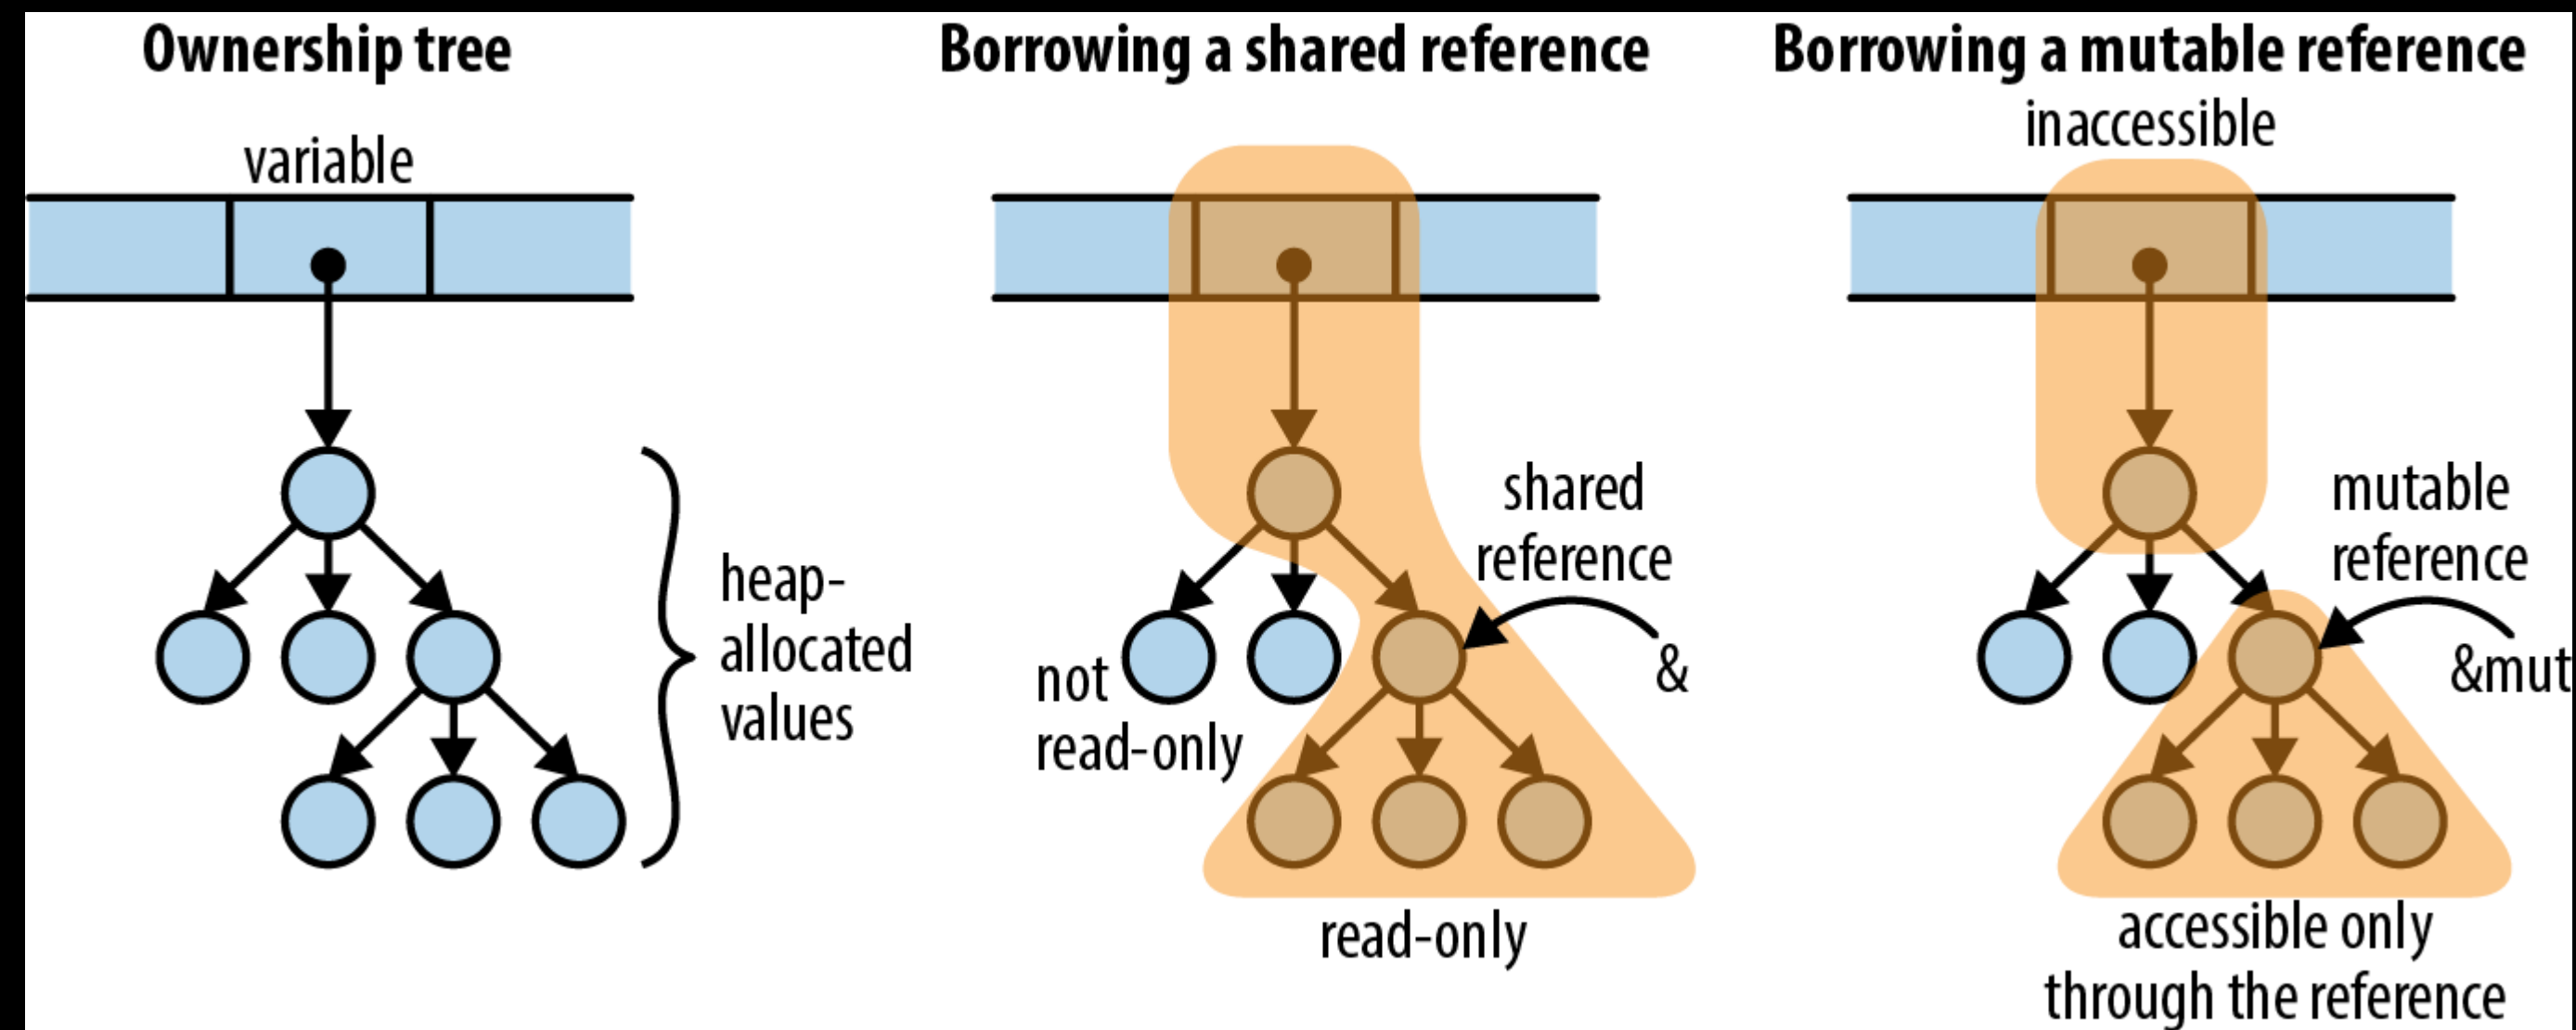 Ownership tree
variable
heap-
allocated
values
Borrowing a shared reference
shared
reference
&
not
read-only
read-only
Borrowing a mutable reference
inaccessible
mutable
reference
&mut
accessible only
through the reference